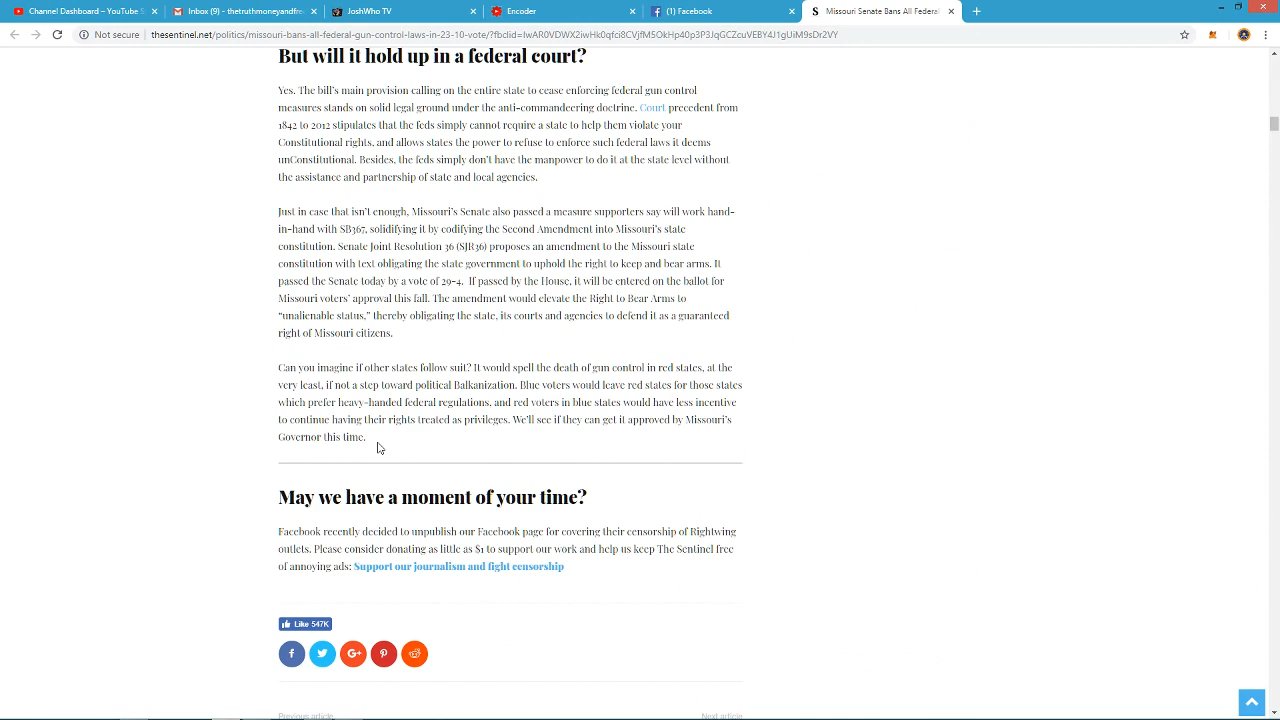 Channel Dashboard – YouTube S
Inbox (9) - thetruthmoneyandfre
JoshWho TV
Encoder
(1) Facebook
Missouri Senate Bans All Federal
Not secure
thesentinel.net/politics/missouri-bans-all-federal-gun-control-laws-in-23-10-vote/?fbclid=IwAR0VDWX2iwHk0qfci8CVjfM5OkHp40p3P3JqGCZcuVEBY4J1gUiM9sDr2VY
But will it hold up in a federal court?
Yes. The bill’s main provision calling on the entire state to cease enforcing federal gun control
measures stands on solid legal ground under the anti-commandeering doctrine. Court precedent from
1842 to 2012 stipulates that the feds simply cannot require a state to help them violate your
Constitutional rights, and allows states the power to refuse to enforce such federal laws it deems
unConstitutional. Besides, the feds simply don’t have the manpower to do it at the state level without
the assistance and partnership of state and local agencies.
Just in case that isn’t enough, Missouri’s Senate also passed a measure supporters say will work hand-
in-hand with SB367, solidifying it by codifying the Second Amendment into Missouri’s state
constitution. Senate Joint Resolution 36 (SJR36) proposes an amendment to the Missouri state
constitution with text obligating the state government to uphold the right to keep and bear arms. It
passed the Senate today by a vote of 29-4. If passed by the House, it will be entered on the ballot for
Missouri voters’ approval this fall. The amendment would elevate the Right to Bear Arms to
“unalienable status,” thereby obligating the state, its courts and agencies to defend it as a guaranteed
right of Missouri citizens.
Can you imagine if other states follow suit? It would spell the death of gun control in red states, at the
very least, if not a step toward political Balkanization. Blue voters would leave red states for those states
which prefer heavy-handed federal regulations, and red voters in blue states would have less incentive
to continue having their rights treated as privileges. We’ll see if they can get it approved by Missouri’s
Governor this time.
May we have a moment of your time?
Facebook recently decided to unpublish our Facebook page for covering their censorship of Rightwing
outlets. Please consider donating as little as $1 to support our work and help us keep The Sentinel free
of annoying ads: Support our journalism and fight censorship
Like 547K
Previous article
Next article